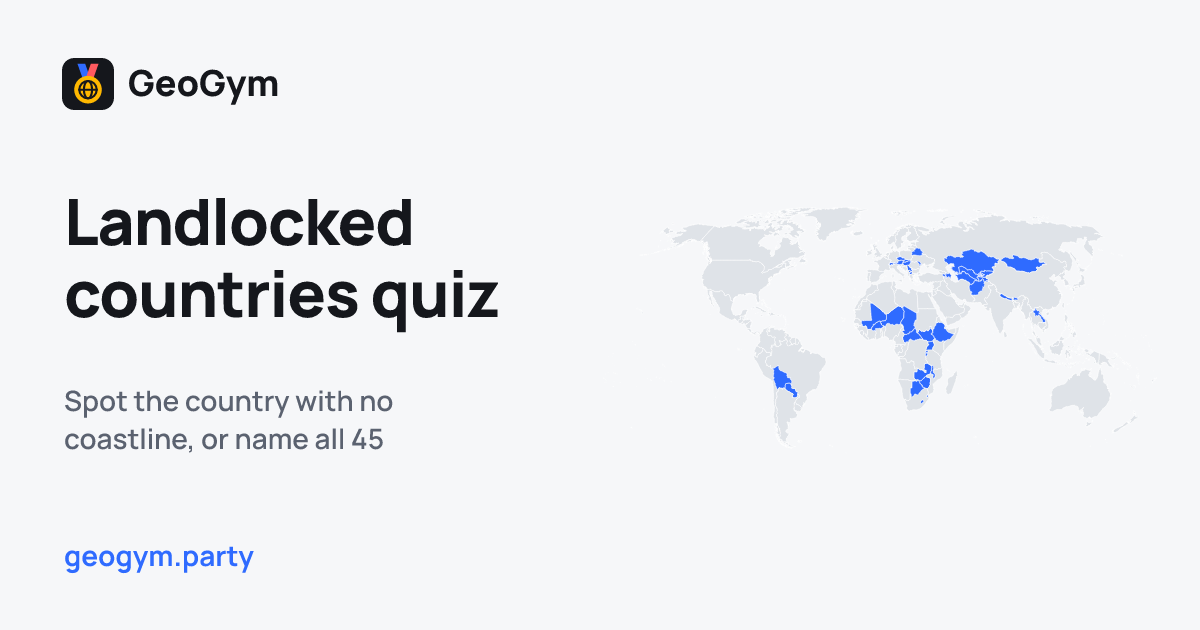 GeoGym
Landlocked
countries quiz
Spot the country with no
coastline, or name all 45
geogym.party